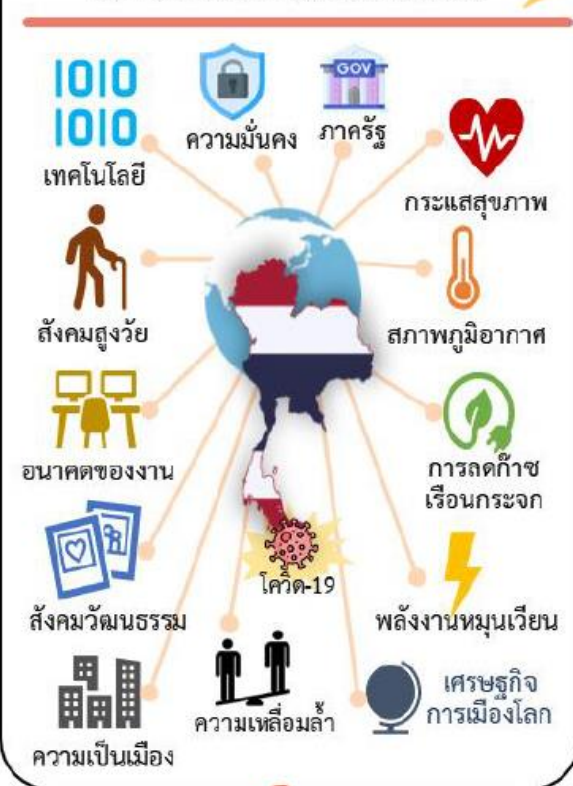 1010
1010
GOV
เทคโนโลยี
ความมั่นคง
ภาครัฐ
กระแสสุขภาพ
สังคมสูงวัย
สภาพภูมิอากาศ
อนาคตของงาน
การลดก๊าซ
เรือนกระจก
โควิด-19
สังคมวัฒนธรรม
พลังงานหมุนเวียน
ความเหลื่อมล้ำ
เศรษฐกิจ
การเมืองโลก
ความเป็นเมือง